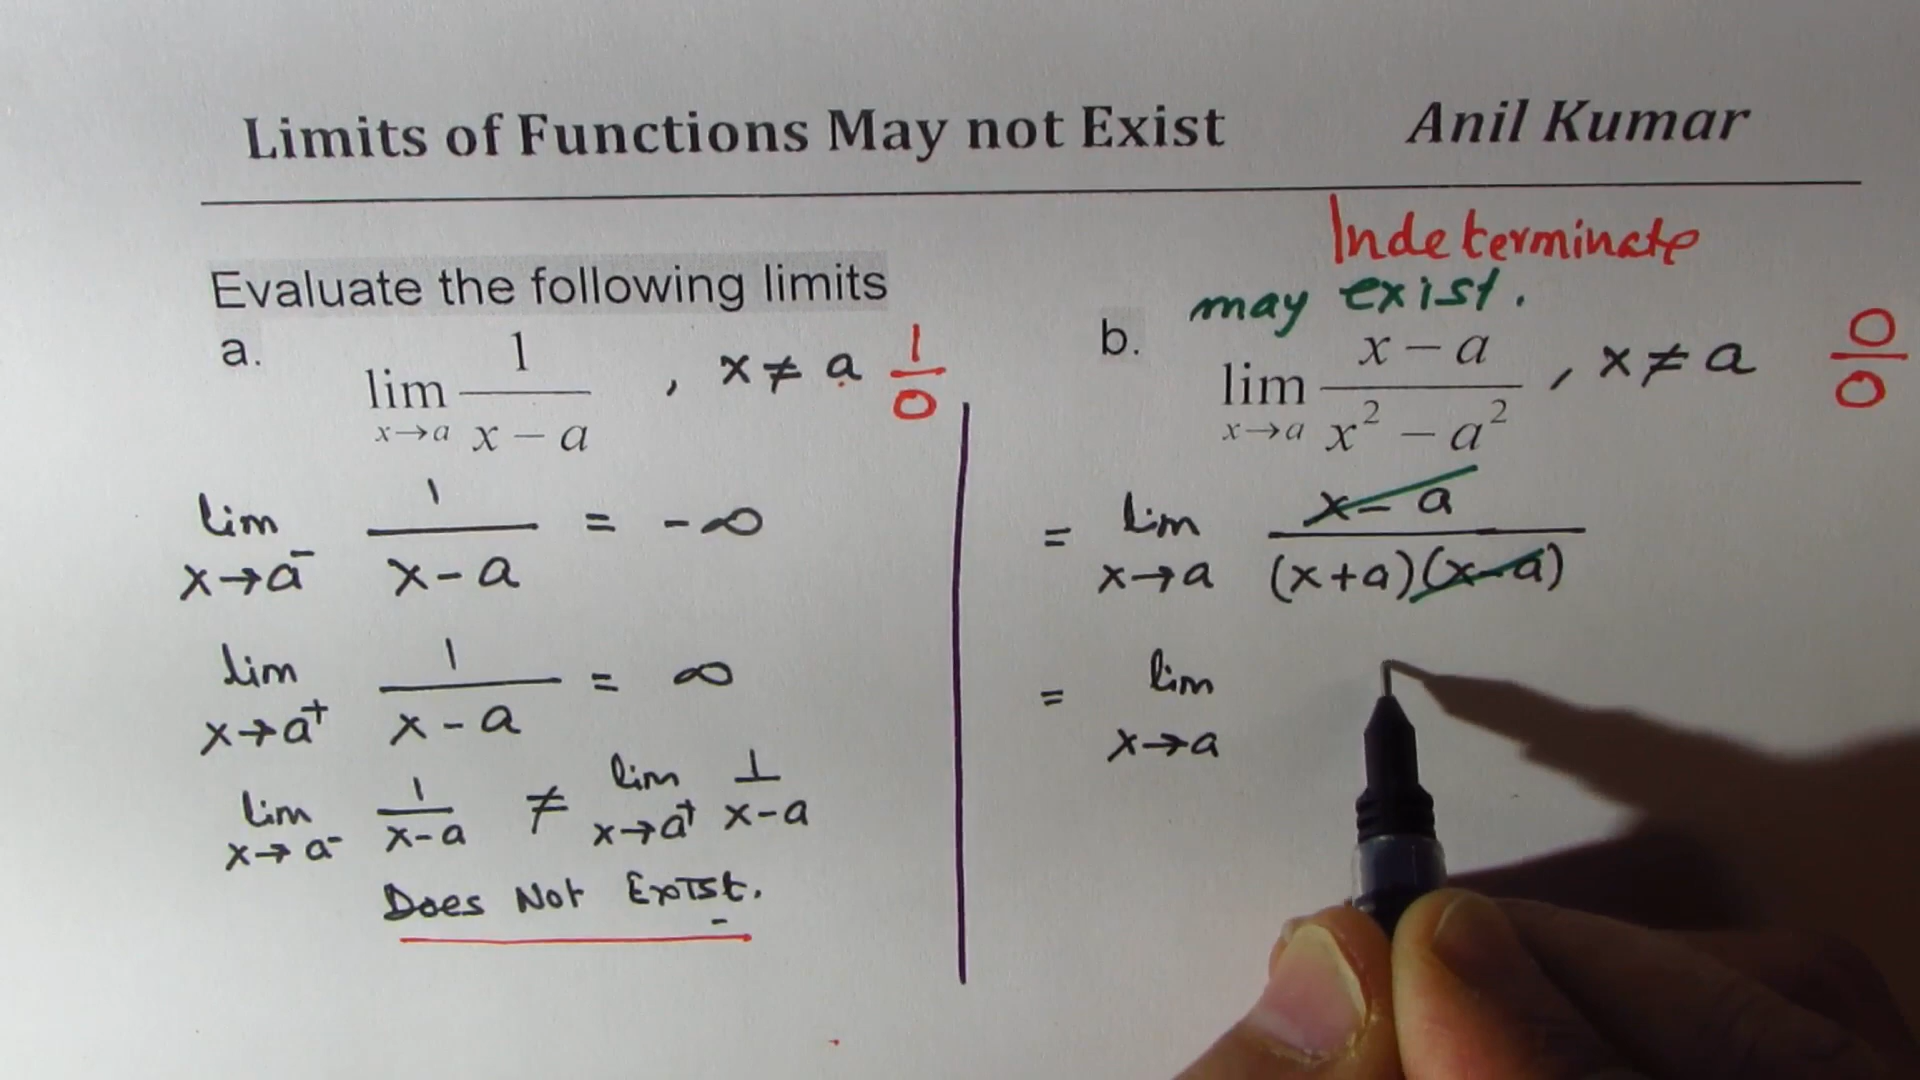 Limits of Functions May not Exist Anil Kumar
Evaluate the following limits
a. lim x→a 1/(x − a) , x ≠ a 1/0
lim x→a⁻ 1/(x-a) = -∞
lim x→a⁺ 1/(x-a) = ∞
lim x→a⁻ 1/(x-a) ≠ lim x→a⁺ 1/(x-a)
Does Not Exist.
Indeterminate
may exist.
b. lim x→a (x − a)/(x² − a²) , x ≠ a 0/0
= lim x→a (x-a)/((x+a)(x-a))
= lim x→a